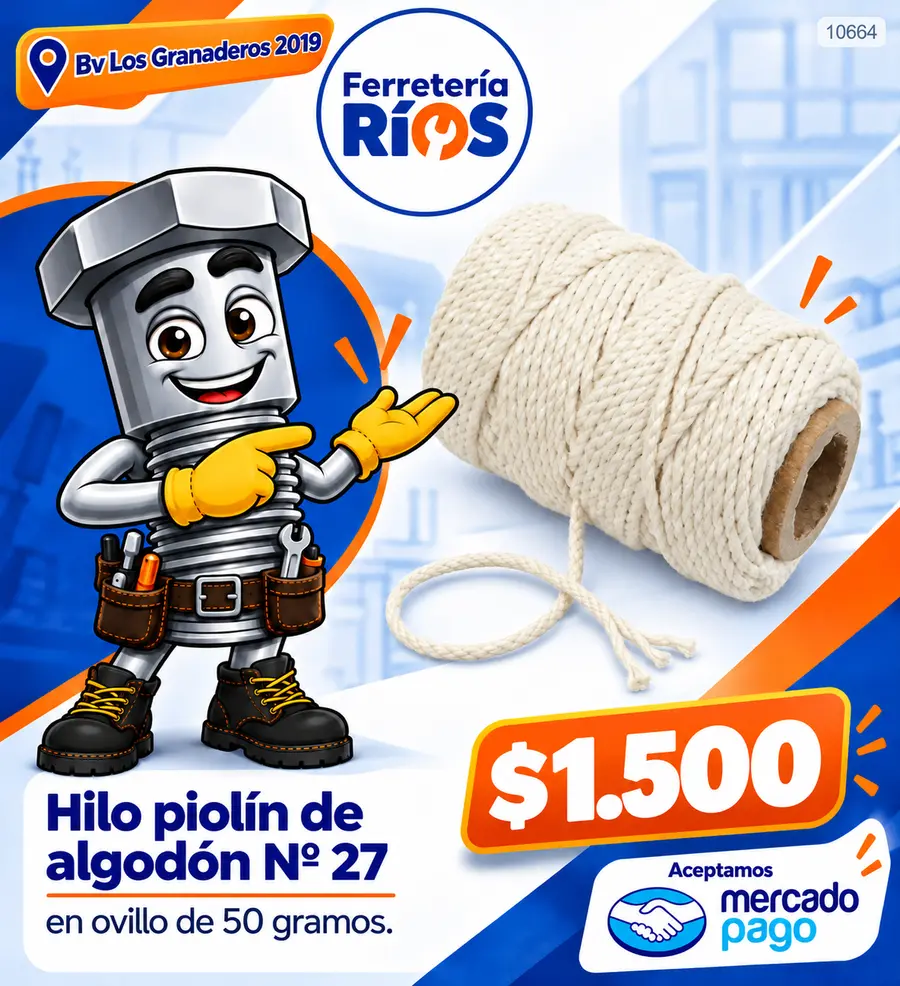 Bv Los Granaderos 2019
Ferretería
RÍOS
10664
$1.500
Hilo piolín de
algodón Nº 27
en ovillo de 50 gramos.
Aceptamos
mercado
pago